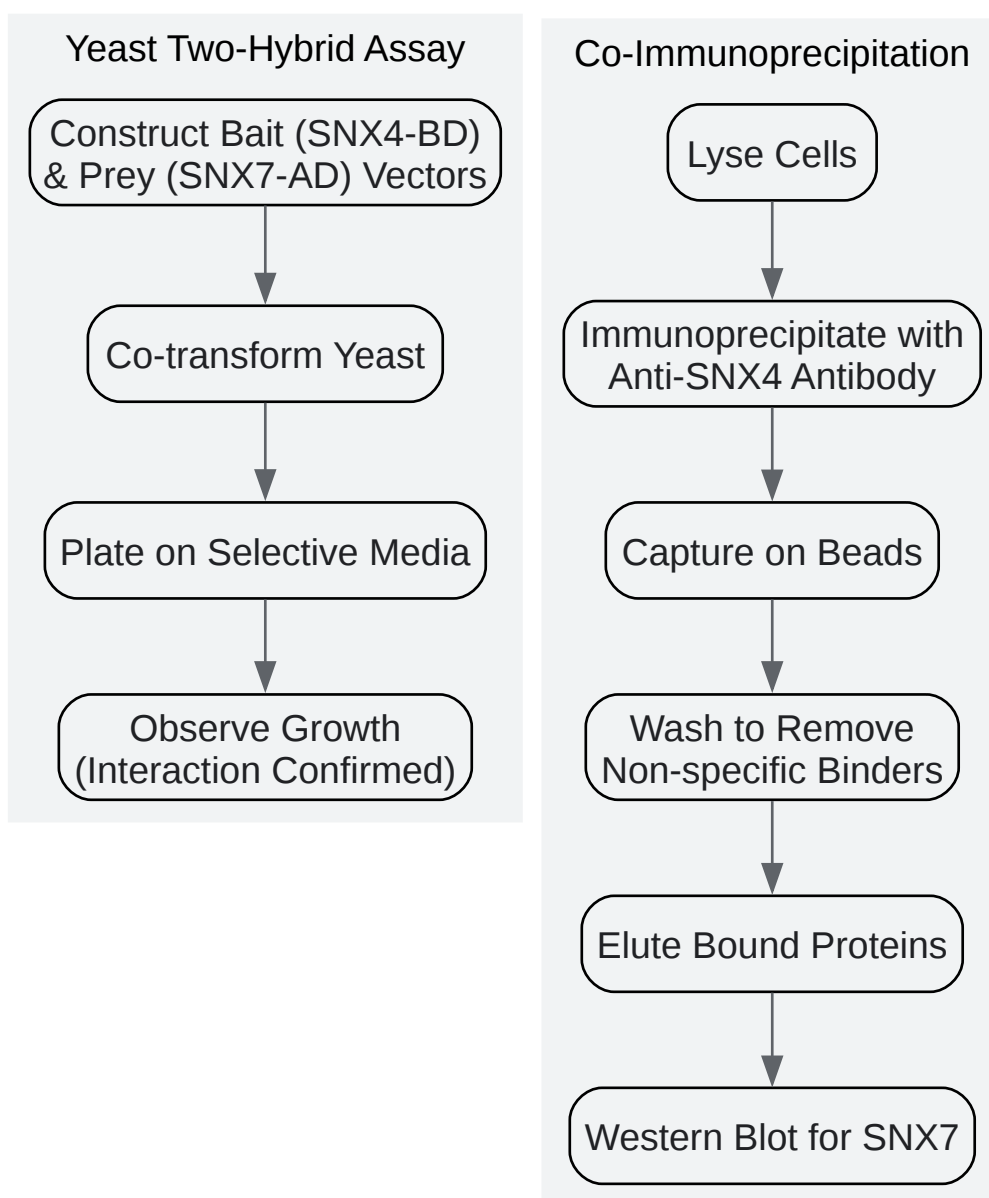 Yeast Two-Hybrid Assay
Construct Bait (SNX4-BD)
& Prey (SNX7-AD) Vectors
Co-transform Yeast
Plate on Selective Media
Observe Growth
(Interaction Confirmed)
Co-Immunoprecipitation
Lyse Cells
Immunoprecipitate with
Anti-SNX4 Antibody
Capture on Beads
Wash to Remove
Non-specific Binders
Elute Bound Proteins
Western Blot for SNX7